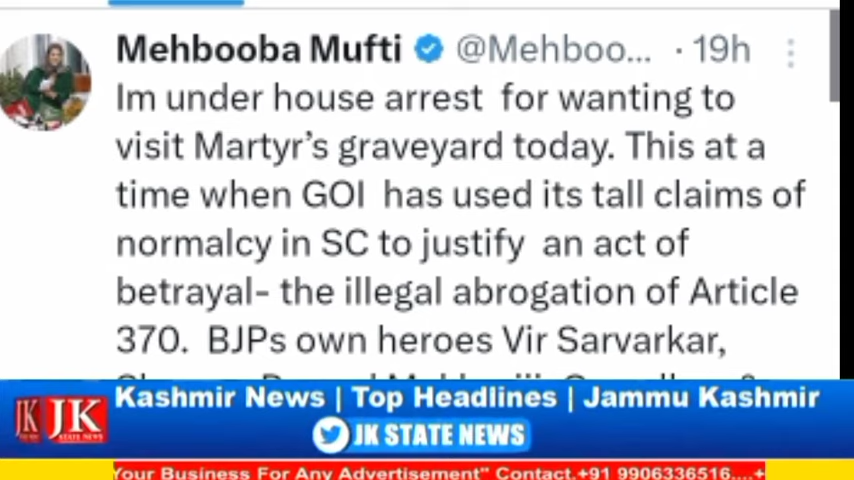 Mehbooba Mufti @Mehboo... · 19h
Im under house arrest for wanting to
visit Martyr's graveyard today. This at a
time when GOI has used its tall claims of
normalcy in SC to justify an act of
betrayal- the illegal abrogation of Article
370. BJPs own heroes Vir Sarvarkar,
Kashmir News | Top Headlines | Jammu Kashmir
JK JK
STATE NEWS
JK STATE NEWS
Your Business For Any Advertisement" Contact.+91 9906336516....+